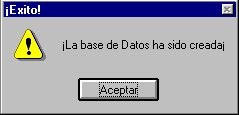 ¡Exito!
¡La base de Datos ha sido creada¡
Aceptar